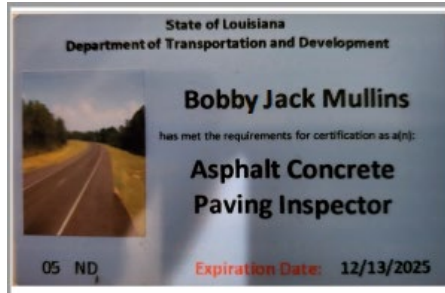 State of Louisiana
Department of Transportation and Development
Bobby Jack Mullins
has met the requirements for certification as a(n):
Asphalt Concrete
Paving Inspector
05 ND
Expiration Date: 12/13/2025